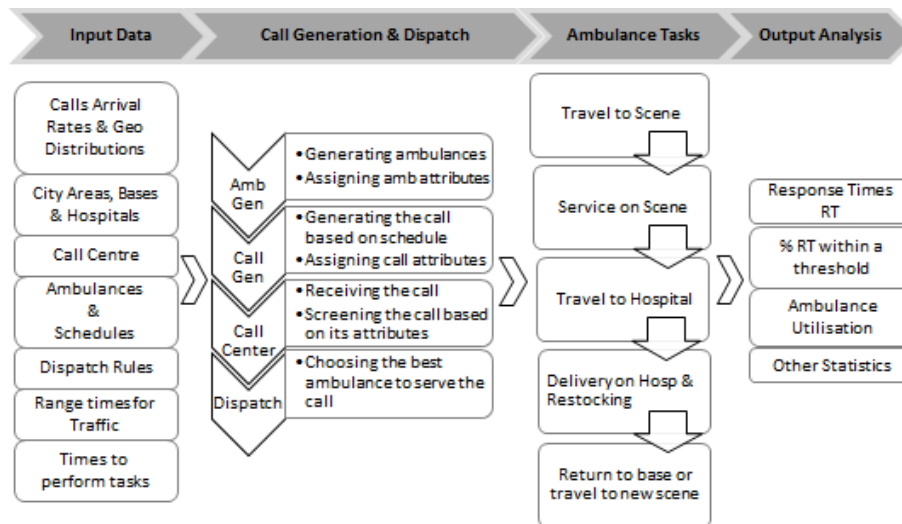 Input Data
Call Generation & Dispatch
Ambulance Tasks
Output Analysis
Calls Arrival
Rates & Geo
Distributions
City Areas, Bases
& Hospitals
Call Centre
Ambulances
&
Schedules
Dispatch Rules
Range times for
Traffic
Times to
perform tasks
Amb
Gen
• Generating ambulances
• Assigning amb attributes
Call
Gen
• Generating the call
based on schedule
• Assigning call attributes
Call
Center
• Receiving the call
• Screening the call based
on its attributes
Dispatch
• Choosing the best
ambulance to serve the
call
Travel to Scene
Service on Scene
Travel to Hospital
Delivery on Hosp &
Restocking
Return to base or
travel to new scene
Response Times
RT
% RT within a
threshold
Ambulance
Utilisation
Other Statistics